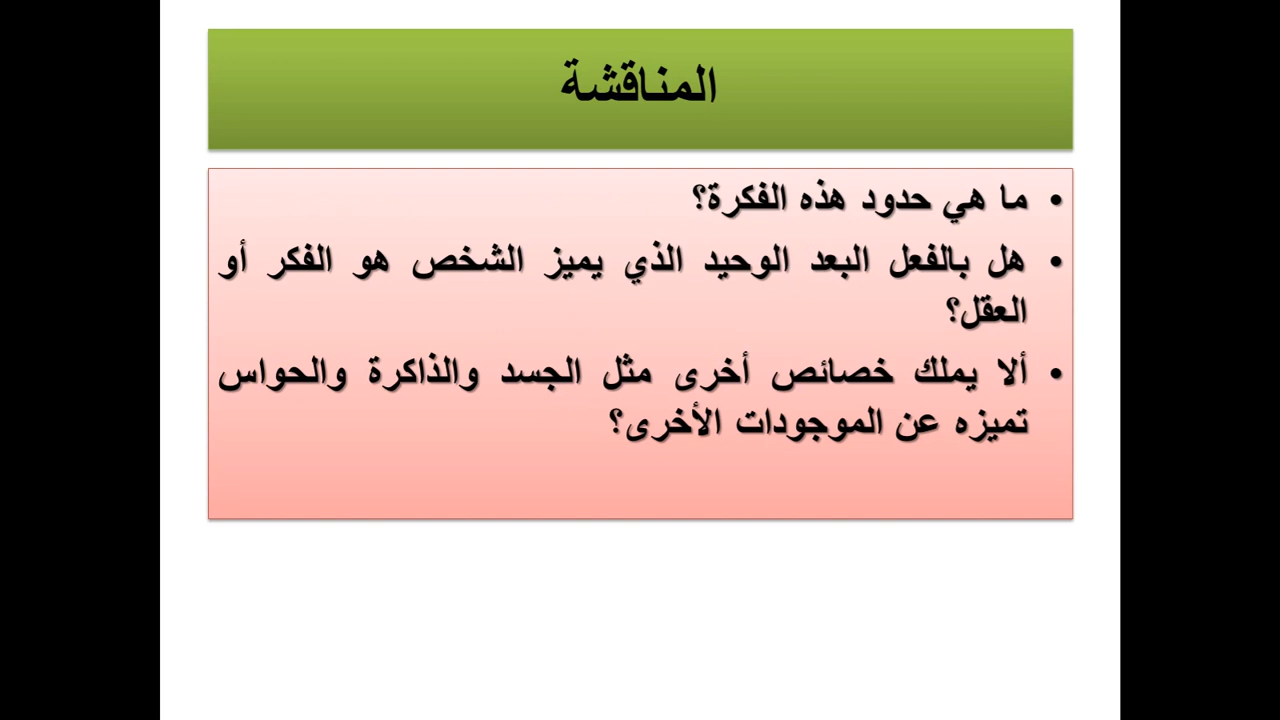 المناقشة
• ما هي حدود هذه الفكرة؟
• هل بالفعل البعد الوحيد الذي يميز الشخص هو الفكر أو
العقل؟
• ألا يملك خصائص أخرى مثل الجسد والذاكرة والحواس
تميزه عن الموجودات الأخرى؟